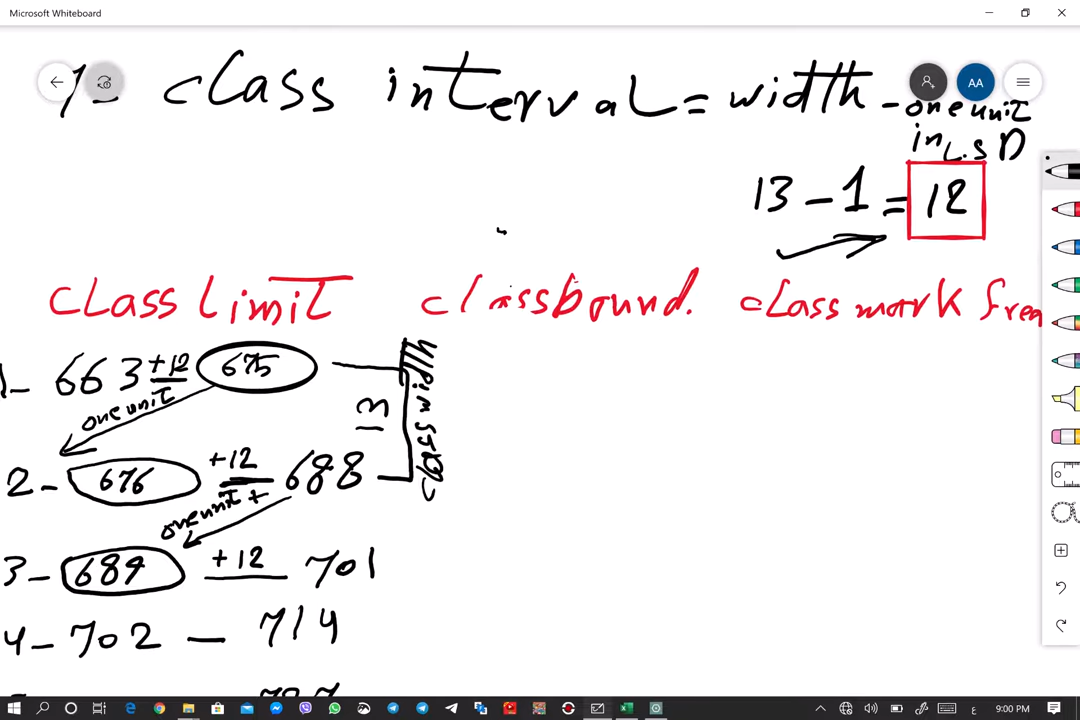 Microsoft Whiteboard
class interval = width - one unit
in L.S D
AA
13 - 1 = 12
class limit class bound. class mark
1- 663 +12 675
one unit
13
class width
2- 676 +12 688
one unit +
3- 689 +12 701
4- 702 - 714
9:00 PM